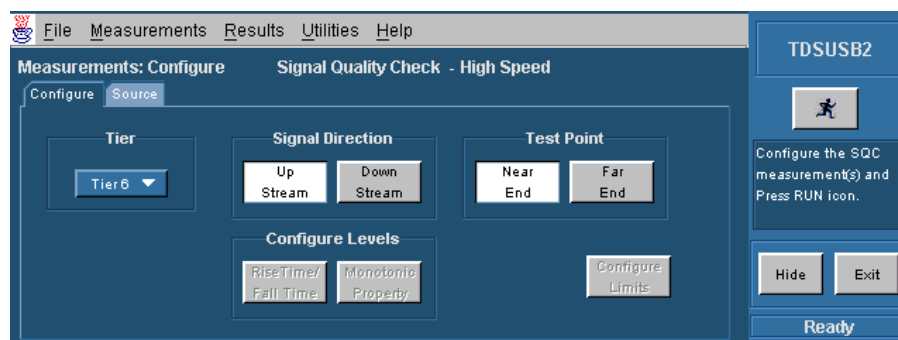 File Measurements Results Utilities Help
Measurements: Configure Signal Quality Check - High Speed
Configure Source
Tier
Tier6
Signal Direction
Up Stream
Down Stream
Test Point
Near End
Far End
Configure Levels
RiseTime/ Fall Time
Monotonic Property
Configure Limits
TDSUSB2
Configure the SQC
measurement(s) and
Press RUN icon.
Hide
Exit
Ready